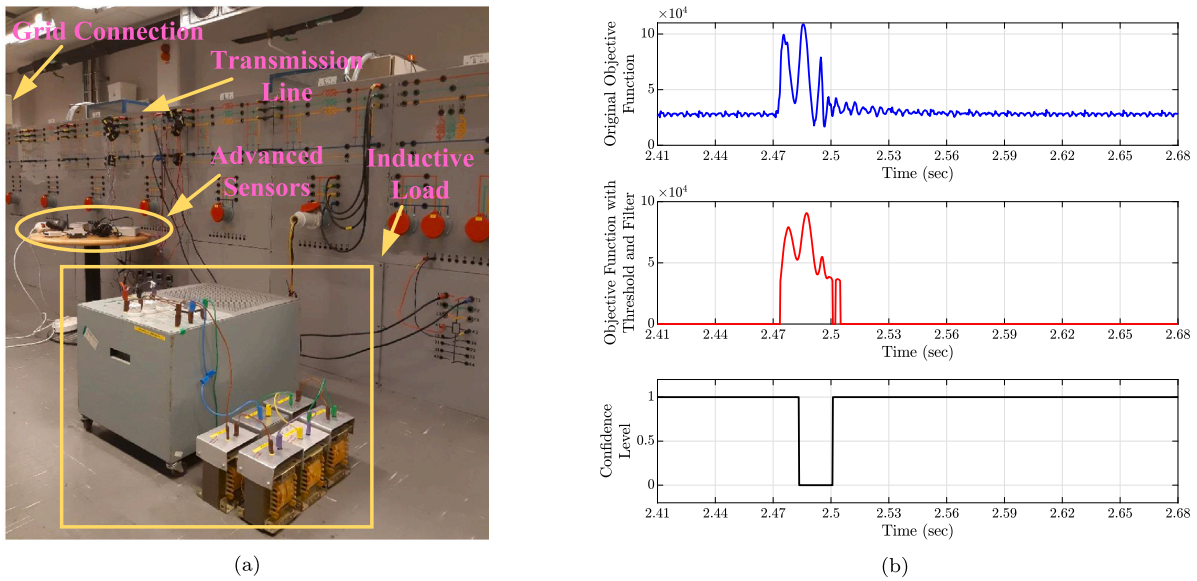 Grid Connection
Transmission
Line
Advanced
Sensors
Inductive
Load
(a)
×10⁴
Original Objective
Function
10
5
0
2.41 2.44 2.47 2.5 2.53 2.56 2.59 2.62 2.65 2.68
Time (sec)
×10⁴
Objective Function with
Threshold and Filter
10
5
0
2.41 2.44 2.47 2.5 2.53 2.56 2.59 2.62 2.65 2.68
Time (sec)
Confidence
Level
1
0.5
0
2.41 2.44 2.47 2.5 2.53 2.56 2.59 2.62 2.65 2.68
Time (sec)
(b)